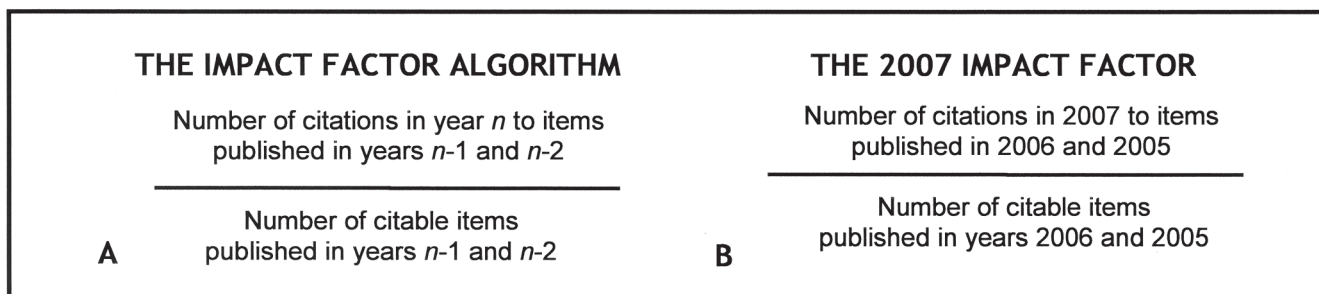 THE IMPACT FACTOR ALGORITHM
Number of citations in year n to items
published in years n-1 and n-2
Number of citable items
published in years n-1 and n-2
A
THE 2007 IMPACT FACTOR
Number of citations in 2007 to items
published in 2006 and 2005
Number of citable items
published in years 2006 and 2005
B